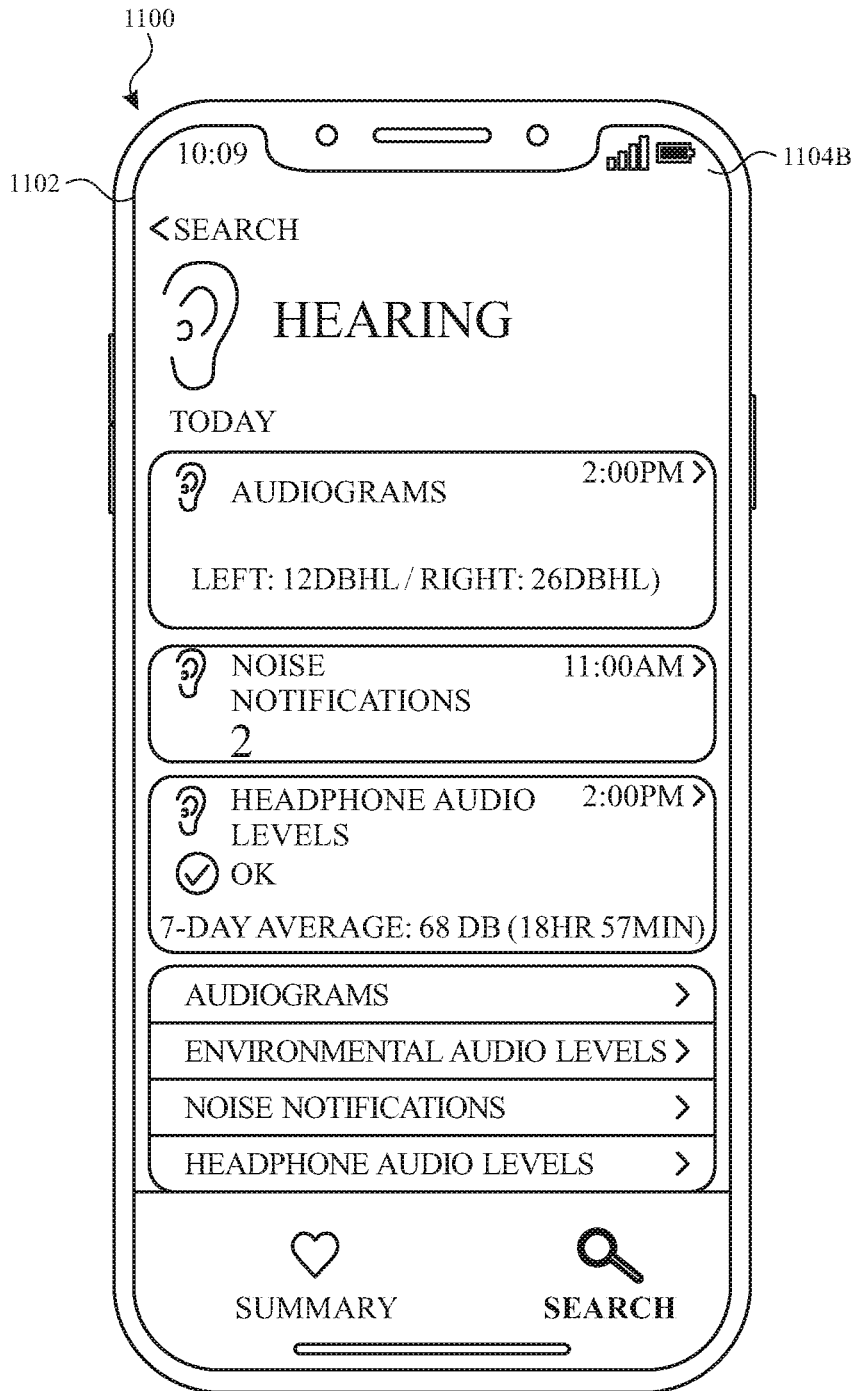 1100
10:09
1104B
1102
<SEARCH
HEARING
TODAY
AUDIOGRAMS 2:00PM >
LEFT: 12DBHL / RIGHT: 26DBHL)
NOISE 11:00AM >
NOTIFICATIONS
2
HEADPHONE AUDIO 2:00PM >
LEVELS
OK
7-DAY AVERAGE: 68 DB (18HR 57MIN)
AUDIOGRAMS >
ENVIRONMENTAL AUDIO LEVELS >
NOISE NOTIFICATIONS >
HEADPHONE AUDIO LEVELS >
SUMMARY SEARCH